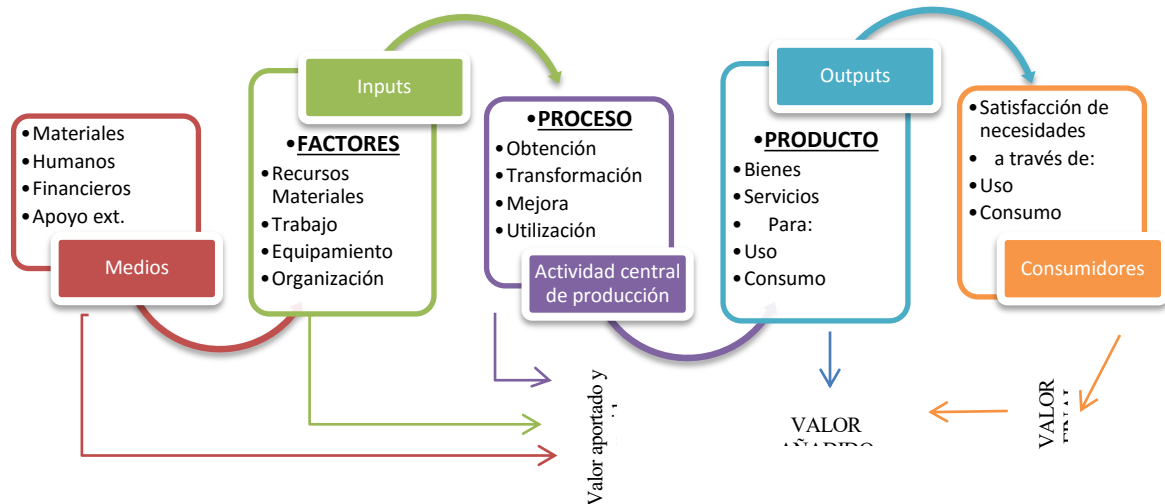 • Materiales
• Humanos
• Financieros
• Apoyo ext.
Medios
Inputs
• FACTORES
• Recursos
Materiales
• Trabajo
• Equipamiento
• Organización
• PROCESO
• Obtención
• Transformación
• Mejora
• Utilización
Actividad central
de producción
Outputs
• PRODUCTO
• Bienes
• Servicios
• Para:
• Uso
• Consumo
• Satisfacción de
necesidades
• a través de:
• Uso
• Consumo
Consumidores
Valor aportado y
VALOR
AÑADIDO
VALOR
FINAL